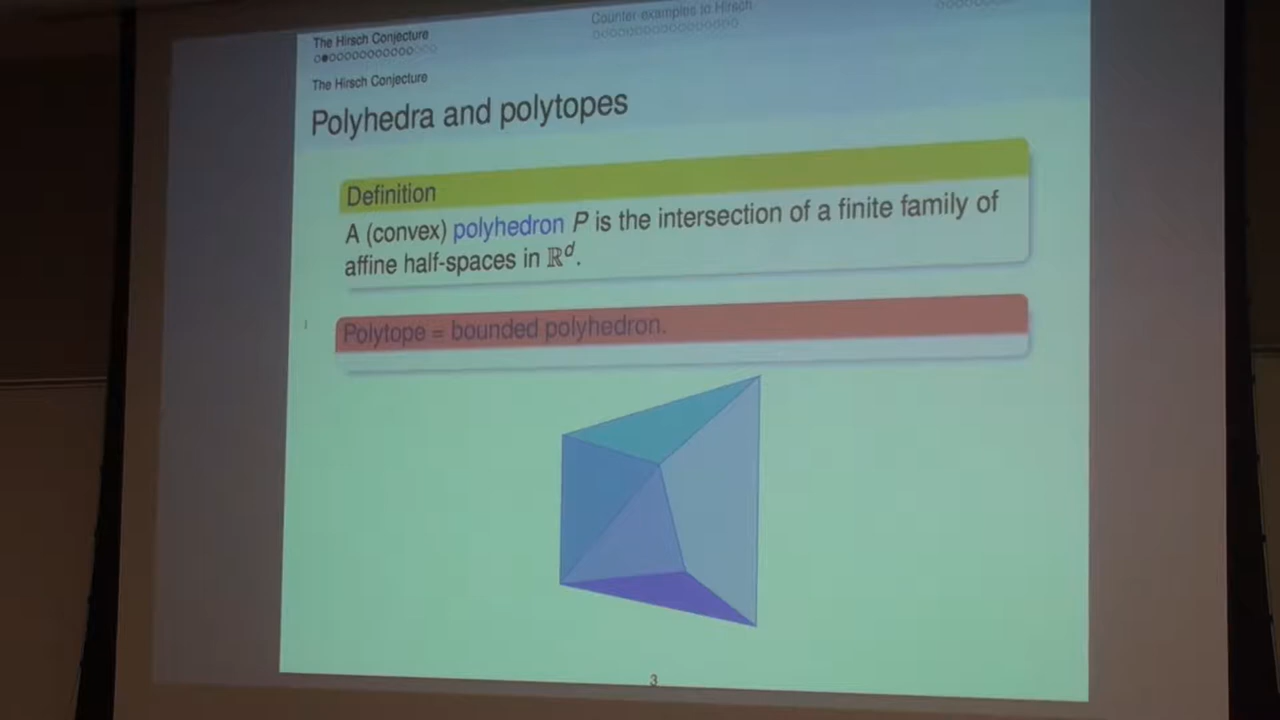 The Hirsch Conjecture
Counter-examples to Hirsch
The Hirsch Conjecture
Polyhedra and polytopes
Definition
A (convex) polyhedron P is the intersection of a finite family of
affine half-spaces in ℝᵈ.
Polytope = bounded polyhedron.
3